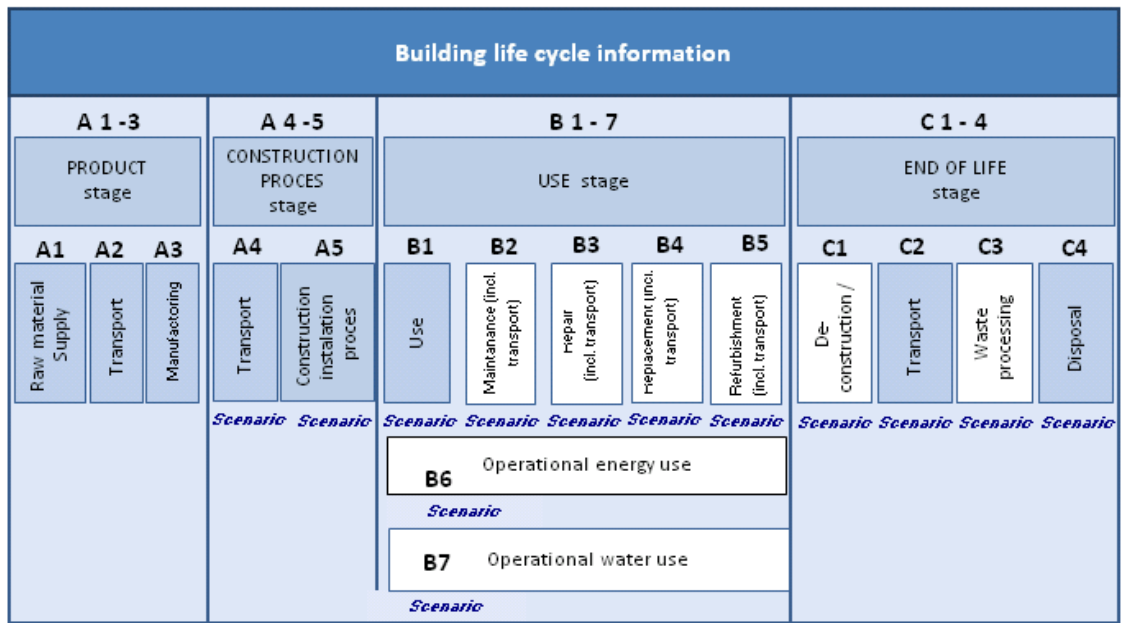 Building life cycle information
A 1 -3
A 4 -5
B 1 - 7
C 1 - 4
PRODUCT
stage
CONSTRUCTION
PROCES
stage
USE stage
END OF LIFE
stage
A1
A2
A3
A4
A5
B1
B2
B3
B4
B5
C1
C2
C3
C4
Raw material
Supply
Transport
Manufactoring
Transport
Construction
instalation
proces
Use
Maintanance (incl.
transport)
Repair
(incl. transport)
Replacement (incl.
transport)
Refurbishment
(incl. transport)
De-
construction /
Transport
Waste
processing
Disposal
Scenario
Scenario
Scenario
Scenario
Scenario
Scenario
Scenario
Scenario
Scenario
Scenario
Scenario
B6
Operational energy use
Scenario
B7
Operational water use
Scenario